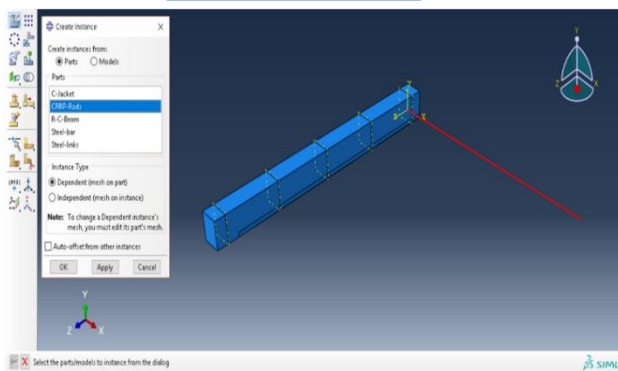 Create Instance X
Create instances from:
Parts Models
Parts
C-Jacket
CRRP-Rods
R-C-Beam
Steel-bar
Steel-links
Instance Type
Dependent (mesh on part)
Independent (mesh on instance)
Note: To change a Dependent instance's
mesh, you must edit its part's mesh.
Auto-offset from other instances
OK Apply Cancel
Y
Z X
Y
Z X
Y
Z X
Select the parts/models to instance from the dialog
SIMU